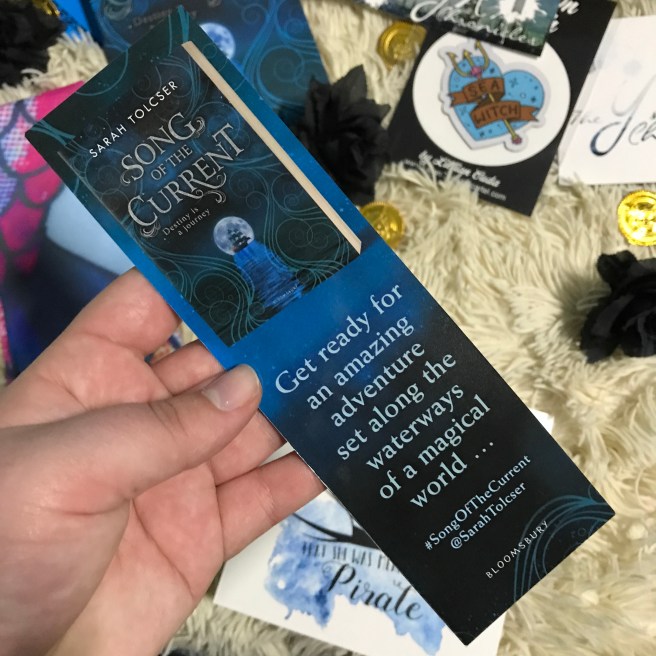 SARAH TOLCSER
SONG
OF THE
CURRENT
Destiny is
a journey
Get ready for
an amazing
adventure
set along the
waterways
of a magical
world ...
#SongOfTheCurrent
@SarahTolcser
BLOOMSBURY
SEA
WITCH
the
Pirate